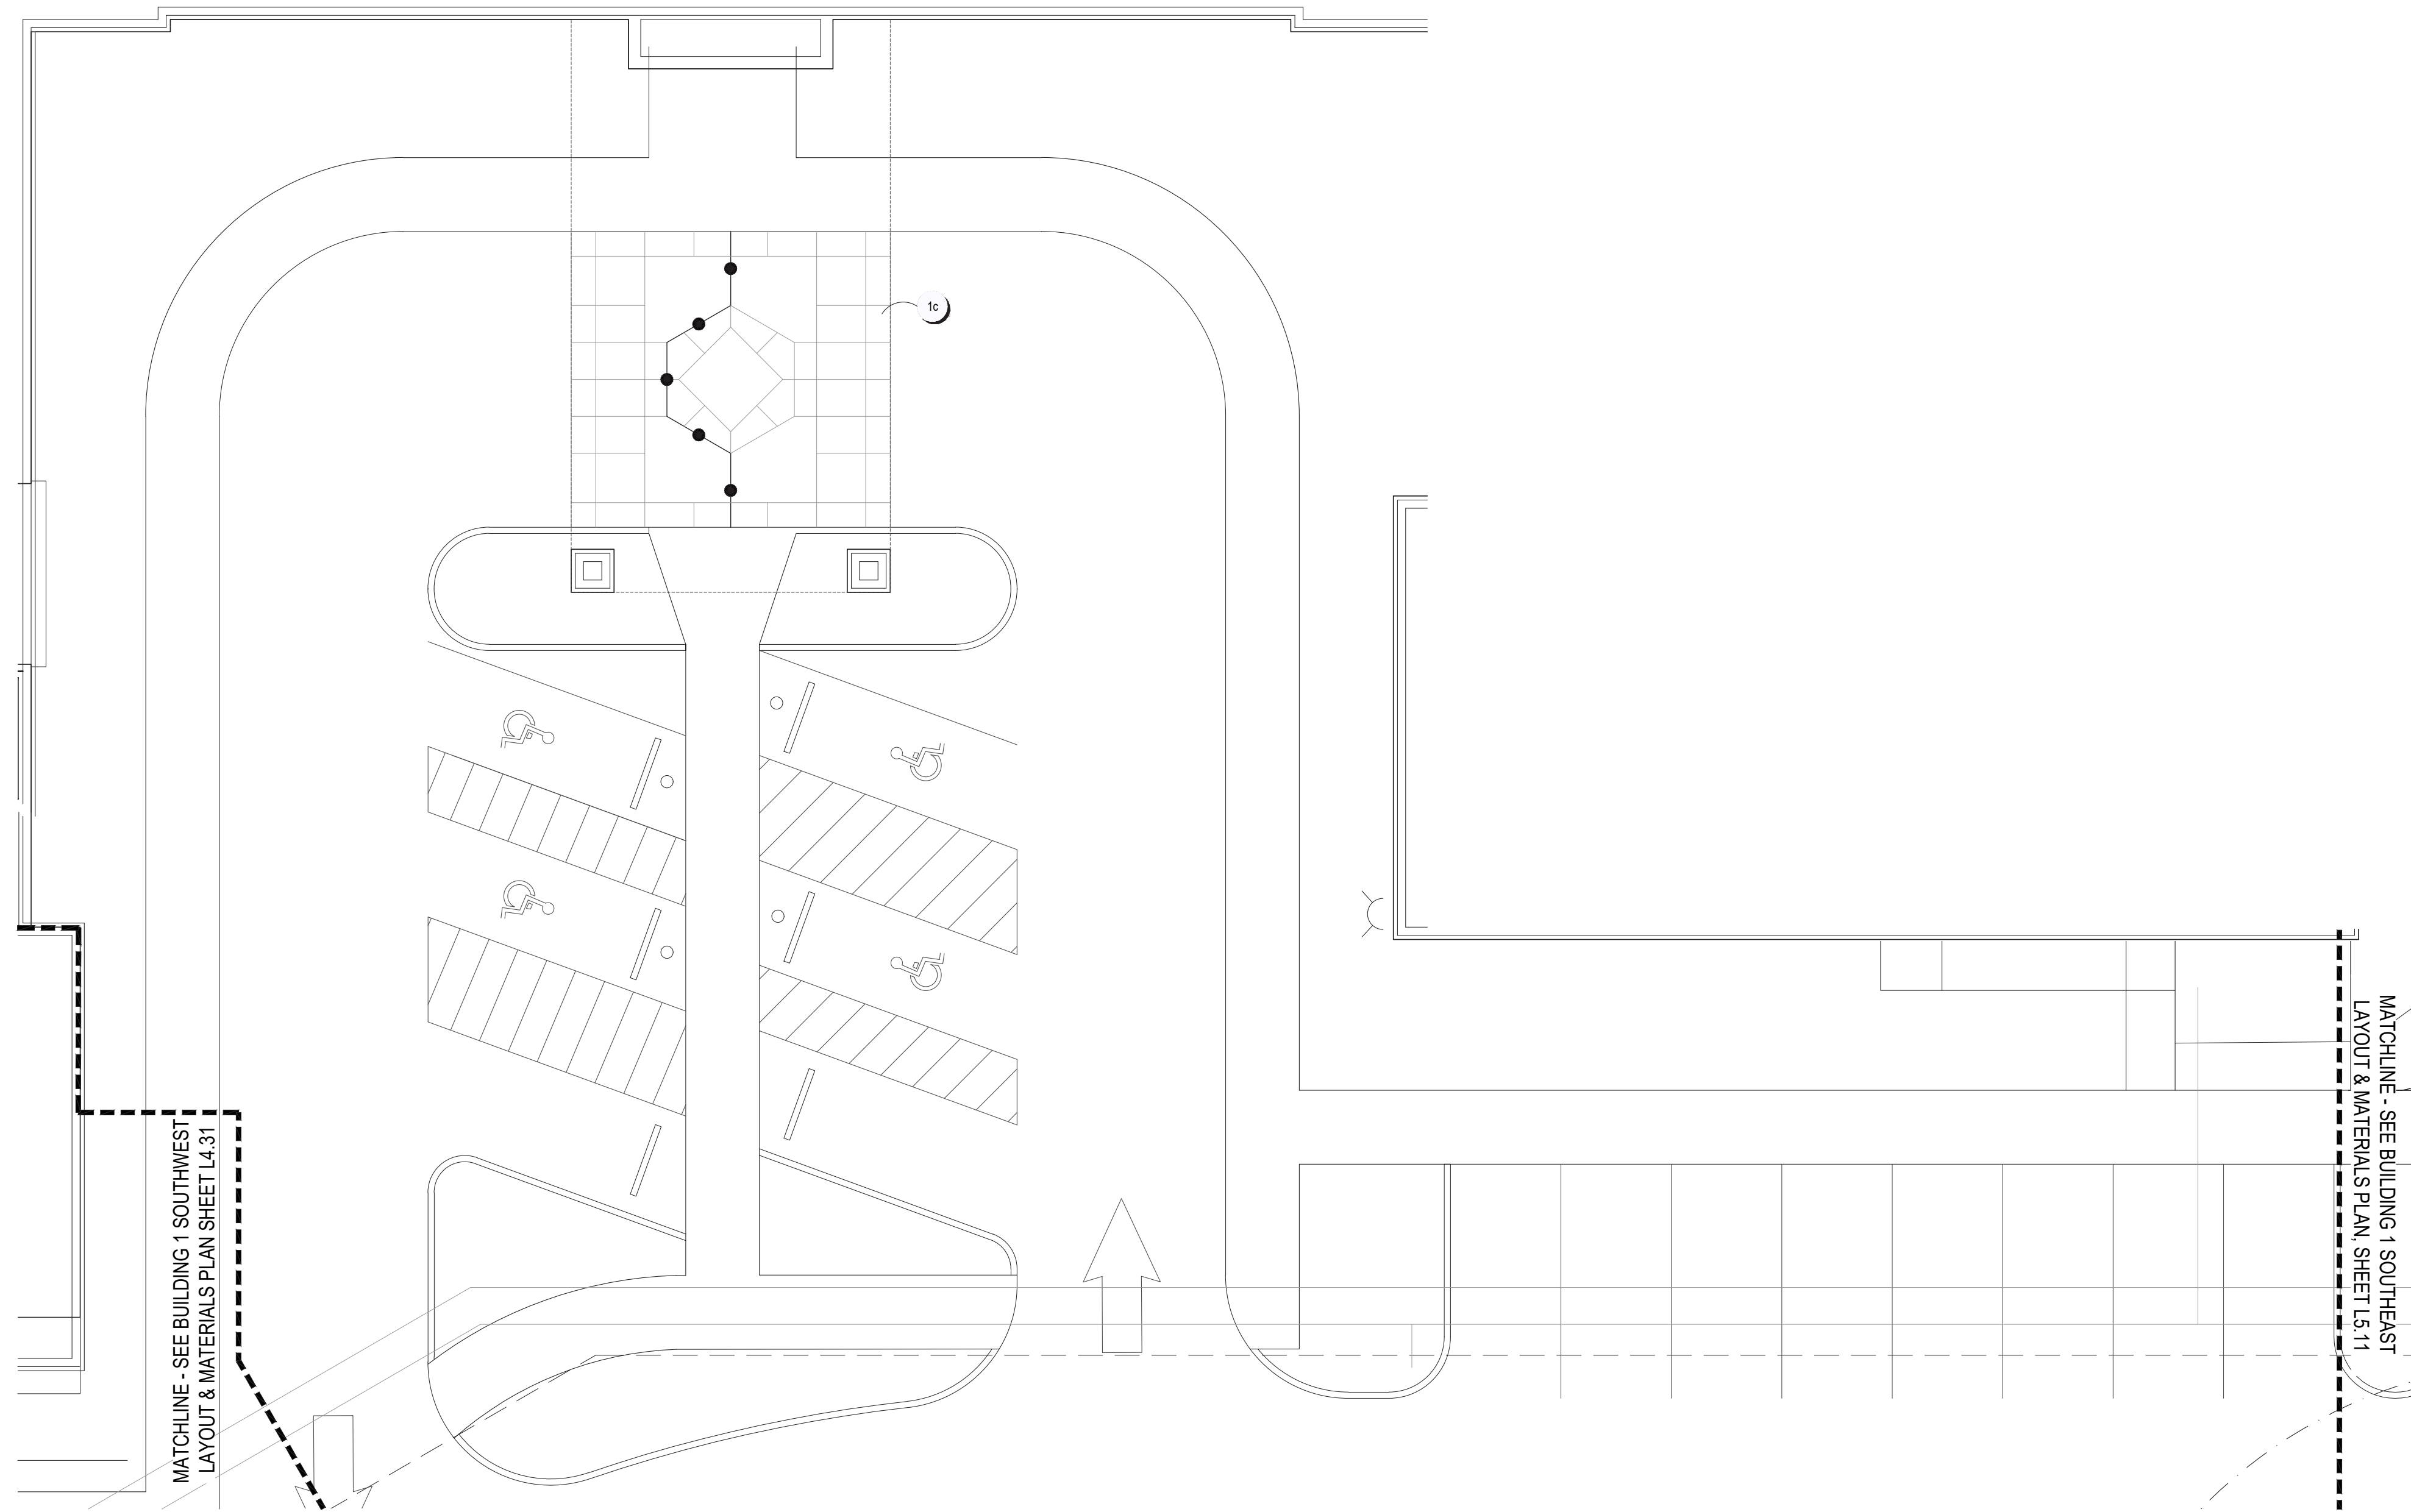 1c
MATCHLINE - SEE BUILDING 1 SOUTHWEST
LAYOUT & MATERIALS PLAN SHEET L4.31
MATCHLINE - SEE BUILDING 1 SOUTHEAST
LAYOUT & MATERIALS PLAN, SHEET L5.11